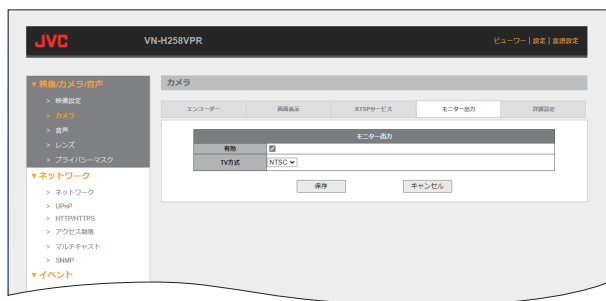 JVC
VN-H258VPR
ビューワー | 設定 | 言語設定
▼映像/カメラ/音声
> 映像設定
> カメラ
> 音声
> レンズ
> プライバシーマスク
▼ネットワーク
> ネットワーク
> UPnP
> HTTP/HTTPS
> アクセス制限
> マルチキャスト
> SNMP
▼イベント
カメラ
エンコーダー
画面表示
RTSPサービス
モニター出力
詳細設定
モニター出力
有効
TV方式
NTSC
保存
キャンセル